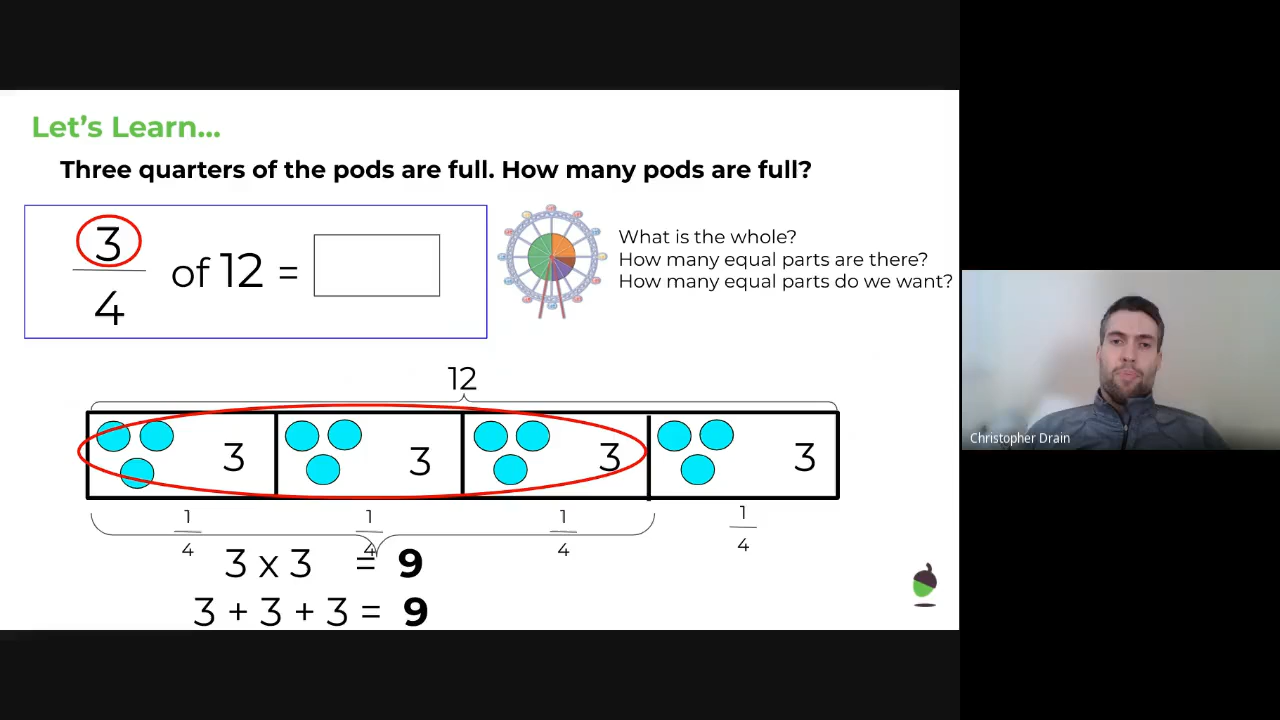 Let's Learn...
Three quarters of the pods are full. How many pods are full?
3
4
of 12 =
What is the whole?
How many equal parts are there?
How many equal parts do we want?
12
3 3 3 3
1 1 1 1
4 4 4 4
3 x 3 = 9
3 + 3 + 3 = 9
Christopher Drain